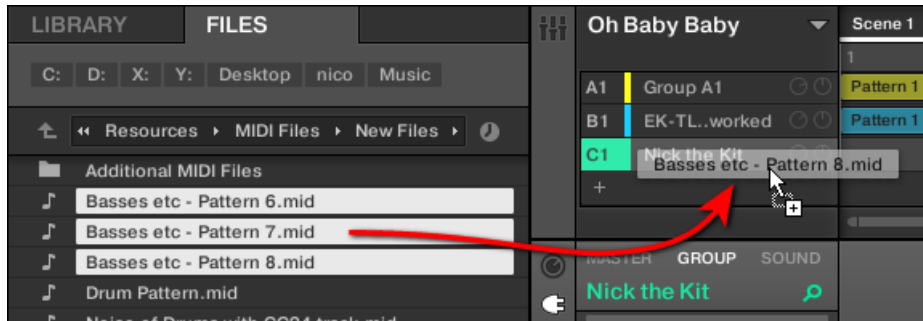 LIBRARY FILES
C: D: X: Y: Desktop nico Music
Resources MIDI Files New Files
Additional MIDI Files
Basses etc - Pattern 6.mid
Basses etc - Pattern 7.mid
Basses etc - Pattern 8.mid
Drum Pattern.mid
Oh Baby Baby
A1 Group A1
B1 EK-TL..worked
C1 Nick the Kit
Basses etc - Pattern 8.mid
+
MASTER GROUP SOUND
Nick the Kit
Scene 1
1
Pattern 1
Pattern 1